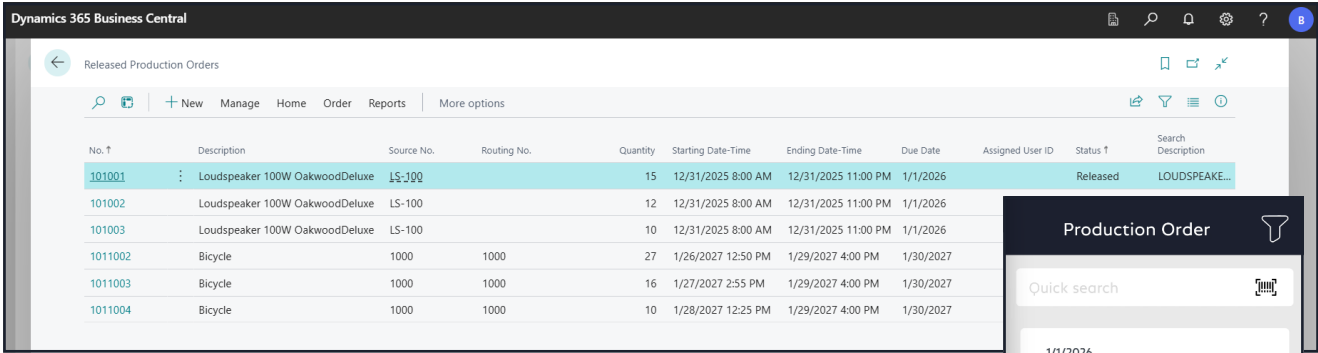 Dynamics 365 Business Central
B
Released Production Orders
New Manage Home Order Reports More options
No. ↑ Description Source No. Routing No. Quantity Starting Date-Time Ending Date-Time Due Date Assigned User ID Status ↑ Search Description
101001 Loudspeaker 100W OakwoodDeluxe LS-100 15 12/31/2025 8:00 AM 12/31/2025 11:00 PM 1/1/2026 Released LOUDSPEAKE...
101002 Loudspeaker 100W OakwoodDeluxe LS-100 12 12/31/2025 8:00 AM 12/31/2025 11:00 PM 1/1/2026
101003 Loudspeaker 100W OakwoodDeluxe LS-100 10 12/31/2025 8:00 AM 12/31/2025 11:00 PM 1/1/2026
1011002 Bicycle 1000 1000 27 1/26/2027 12:50 PM 1/29/2027 4:00 PM 1/30/2027
1011003 Bicycle 1000 1000 16 1/27/2027 2:55 PM 1/29/2027 4:00 PM 1/30/2027
1011004 Bicycle 1000 1000 10 1/28/2027 12:25 PM 1/29/2027 4:00 PM 1/30/2027
Production Order
Quick search
1/1/2026